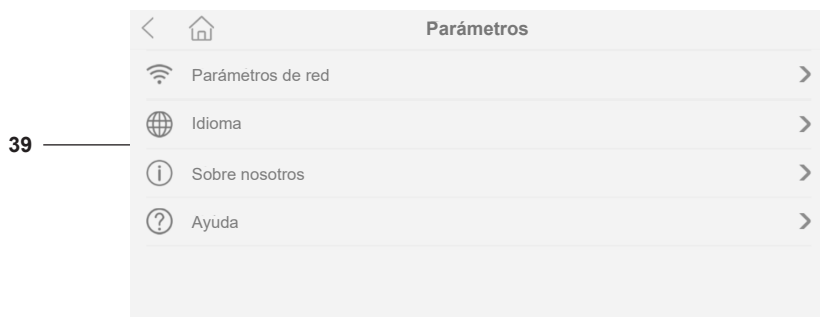 Parámetros
Parámetros de red
Idioma
39
Sobre nosotros
Ayuda